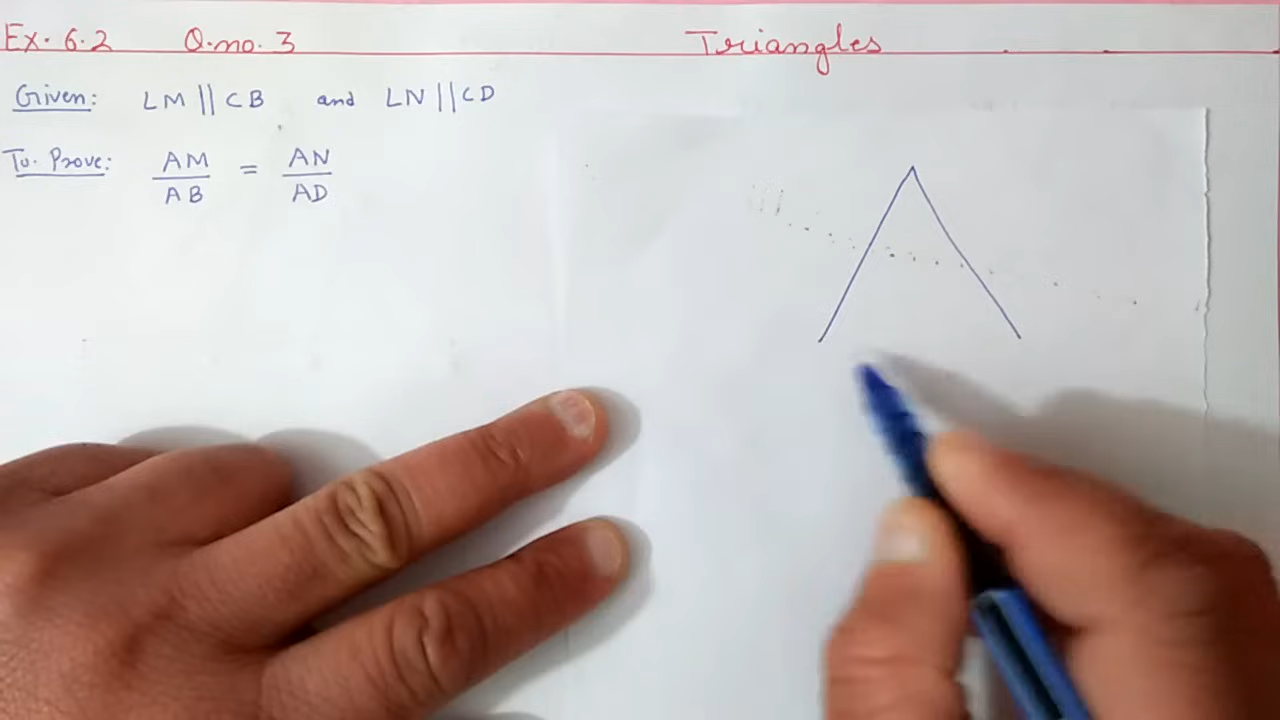 Ex. 6.2 Q.no. 3 Triangles
Given: LM || CB and LN || CD
To. Prove: AM/AB = AN/AD